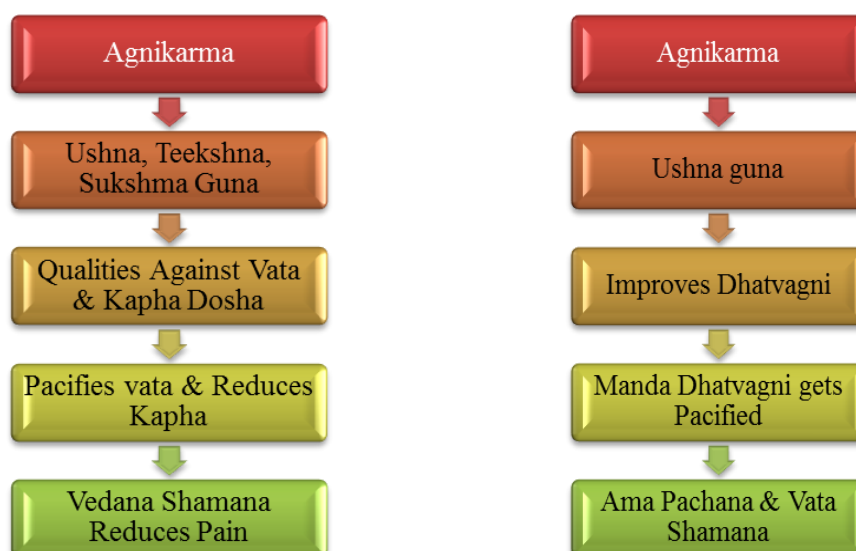 Agnikarma
Ushna, Teekshna,
Sukshma Guna
Qualities Against Vata
& Kapha Dosha
Pacifies vata & Reduces
Kapha
Vedana Shamana
Reduces Pain
Agnikarma
Ushna guna
Improves Dhatvagni
Manda Dhatvagni gets
Pacified
Ama Pachana & Vata
Shamana